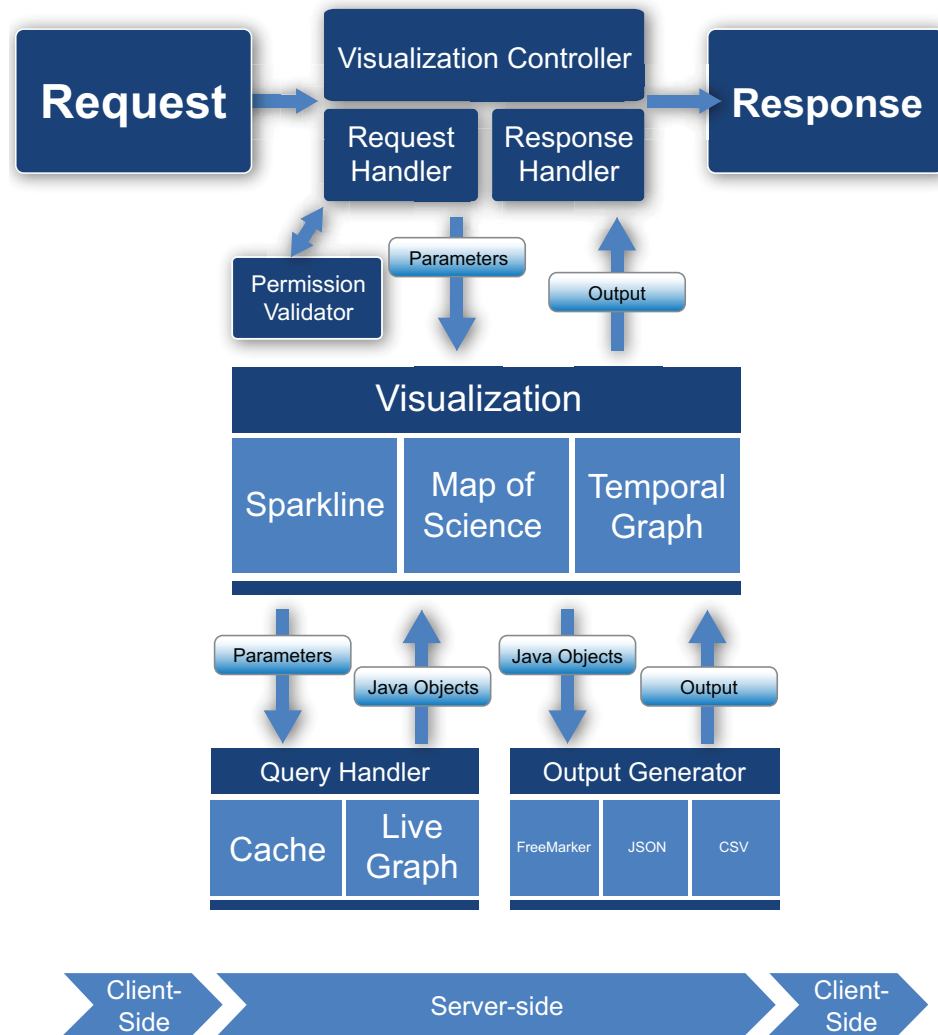 Request
Visualization Controller
Response
Request
Handler
Response
Handler
Permission
Validator
Parameters
Output
Visualization
Sparkline
Map of
Science
Temporal
Graph
Parameters
Java Objects
Java Objects
Output
Query Handler
Cache
Live
Graph
Output Generator
FreeMarker
JSON
CSV
Client-
Side
Server-side
Client-
Side